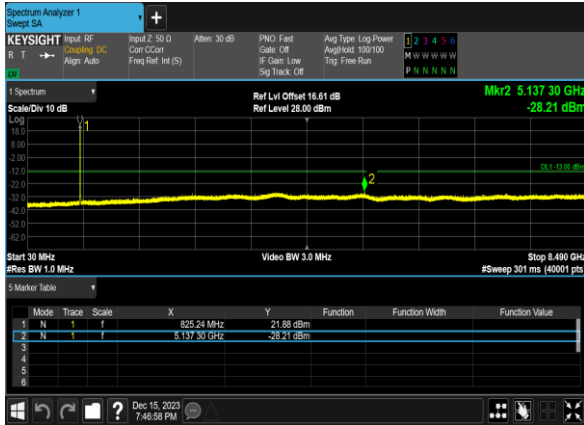 Spectrum Analyzer 1
Swept SA
KEYSIGHT
R T
Input: RF
Coupling: DC
Align: Auto
Input Z: 50 Ω
Corr CCorr
Freq Ref: Int (S)
Atten: 30 dB
PNO: Fast
Gate: Off
IF Gain: Low
Sig Track: Off
Avg Type: Log-Power
Avg|Hold: 100/100
Trig: Free Run
1 2 3 4 5 6
M W W W W W
P N N N N N
1 Spectrum
Scale/Div 10 dB
Ref Lvl Offset 16.61 dB
Ref Level 28.00 dBm
Mkr2 5.137 30 GHz
-28.21 dBm
Log
18.0
8.00
-2.00
-12.0
-22.0
-32.0
-42.0
-52.0
-62.0
1
2
DL1 -13.00 dBm
Start 30 MHz
#Res BW 1.0 MHz
Video BW 3.0 MHz
Stop 8.490 GHz
#Sweep 301 ms (40001 pts
5 Marker Table
Mode Trace Scale X Y Function Function Width Function Value
1 N 1 f 825.24 MHz 21.88 dBm
2 N 1 f 5.137 30 GHz -28.21 dBm
3
4
5
6
?
Dec 15, 2023
7:46:58 PM